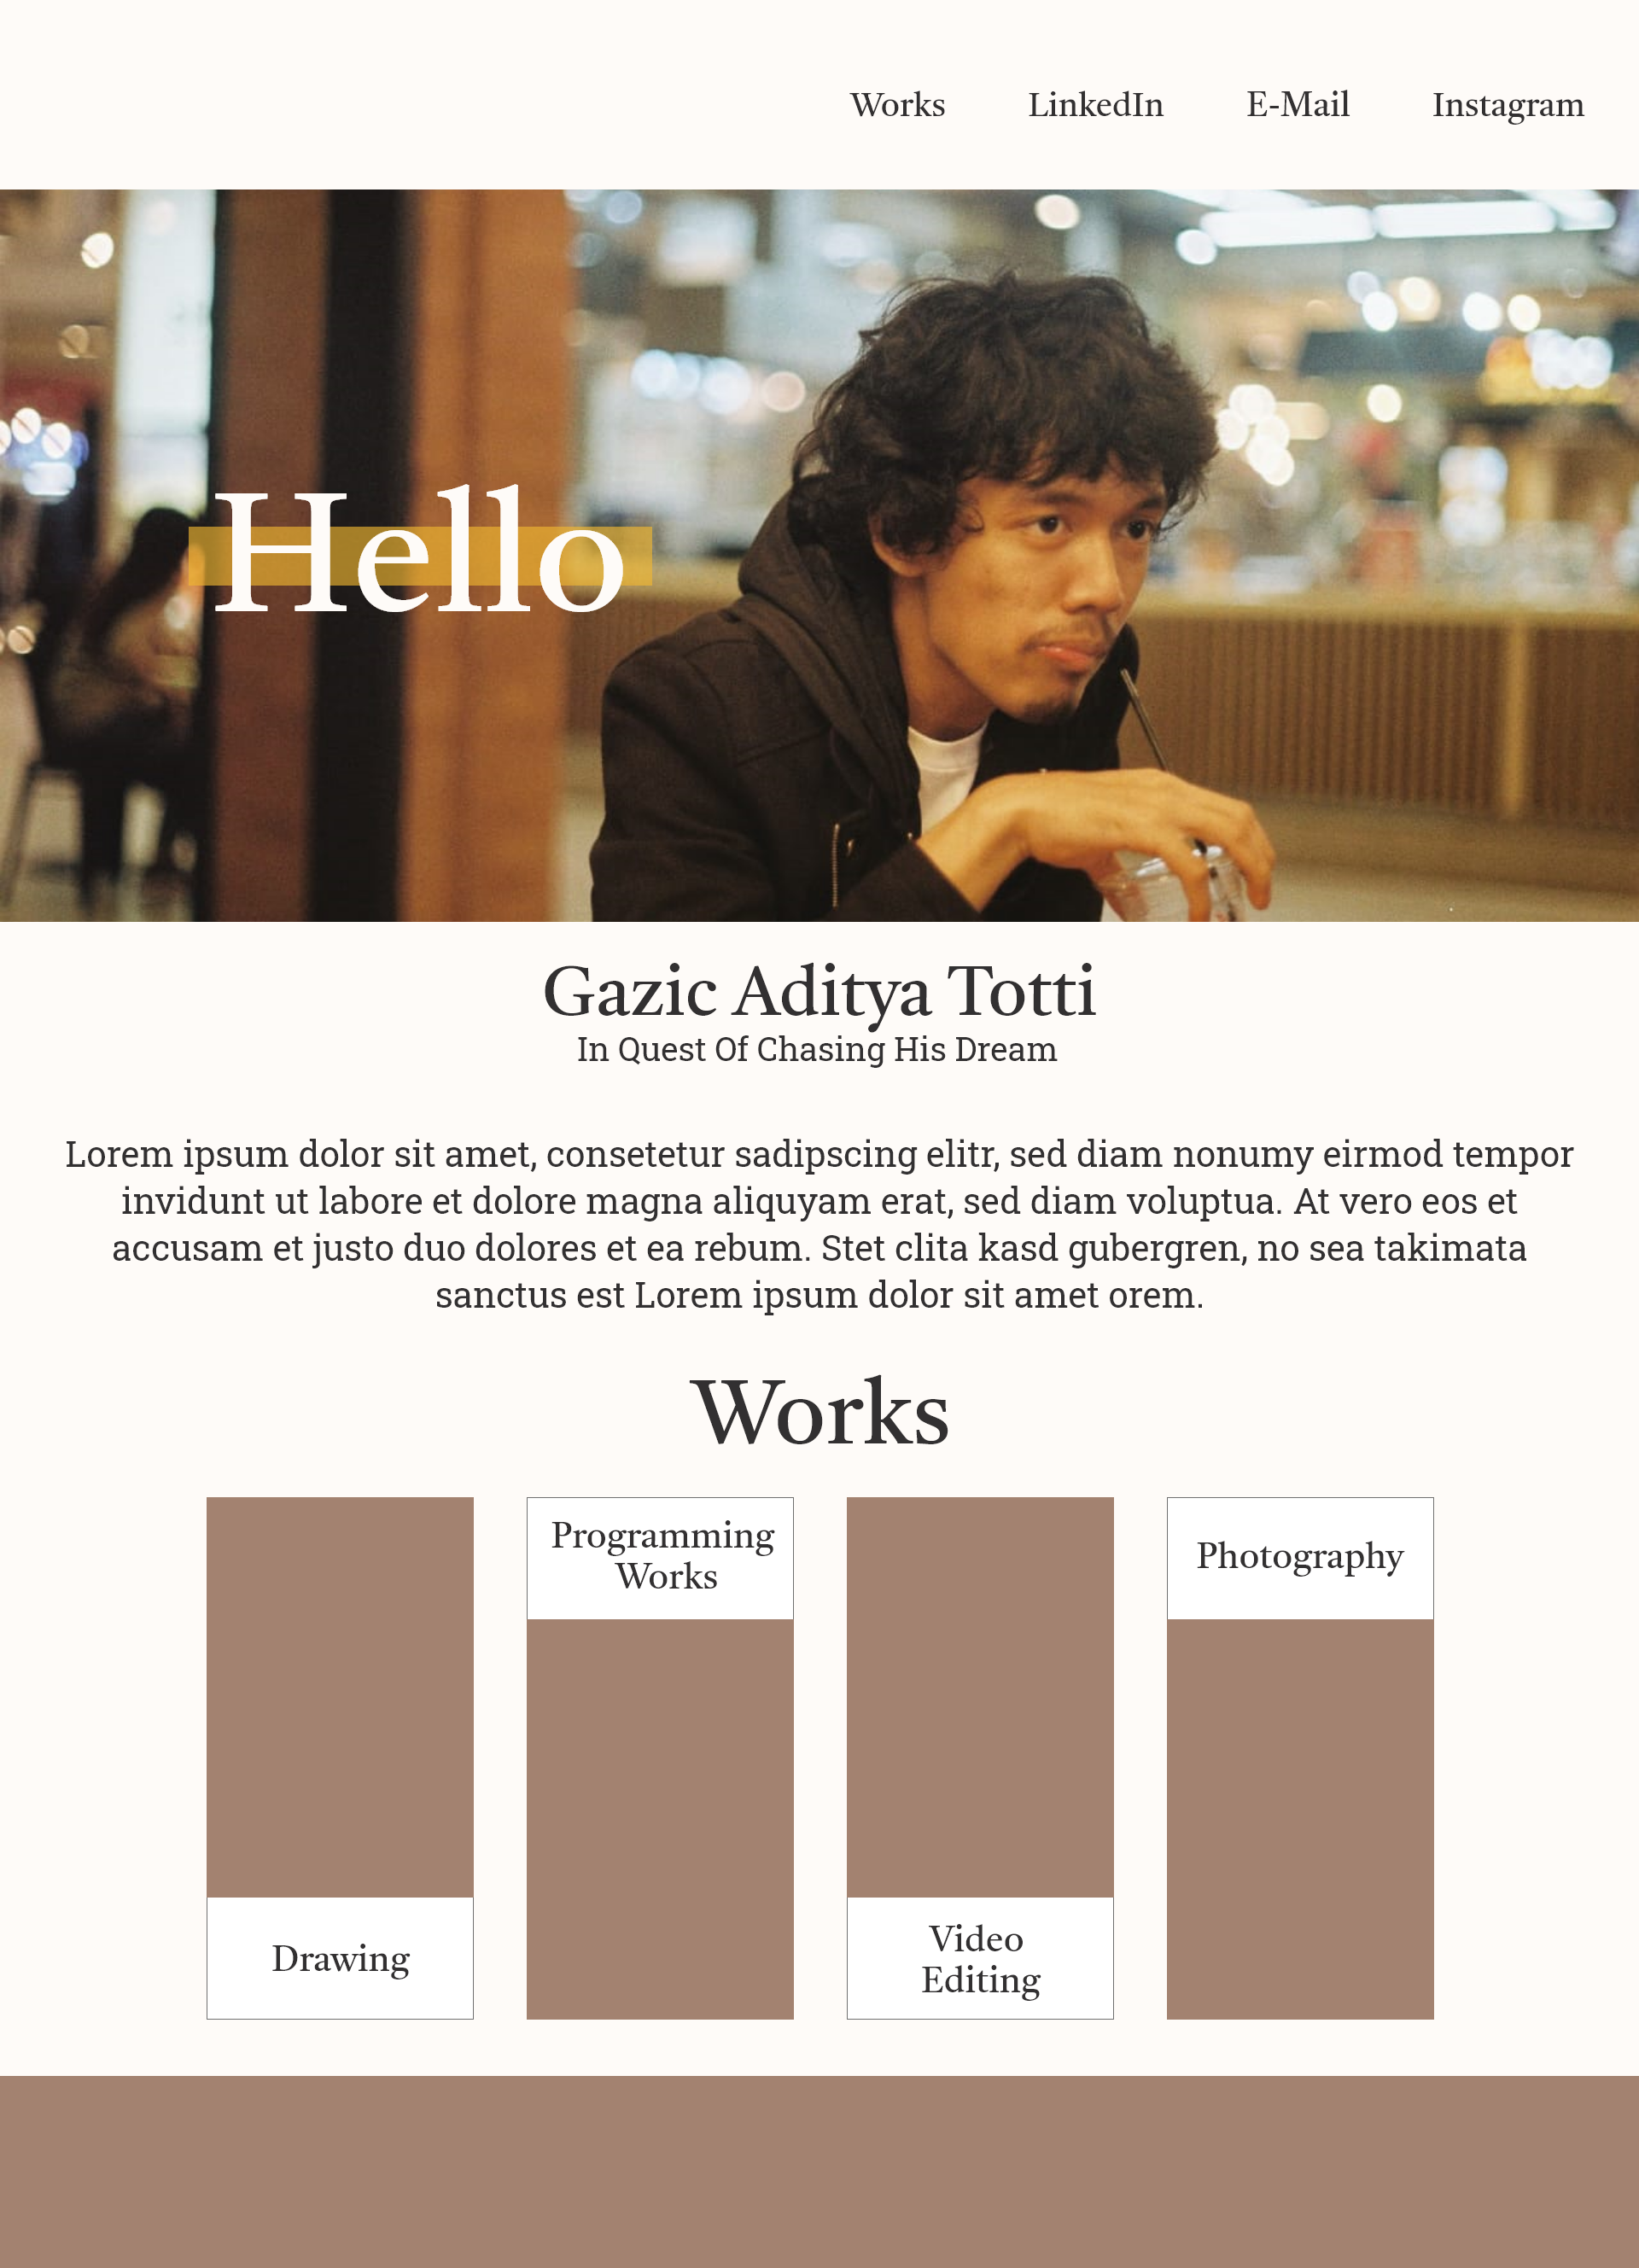 Works LinkedIn E-Mail Instagram
Hello
Gazic Aditya Totti
In Quest Of Chasing His Dream
Lorem ipsum dolor sit amet, consetetur sadipscing elitr, sed diam nonumy eirmod tempor
invidunt ut labore et dolore magna aliquyam erat, sed diam voluptua. At vero eos et
accusam et justo duo dolores et ea rebum. Stet clita kasd gubergren, no sea takimata
sanctus est Lorem ipsum dolor sit amet orem.
Works
Drawing
Programming
Works
Video
Editing
Photography